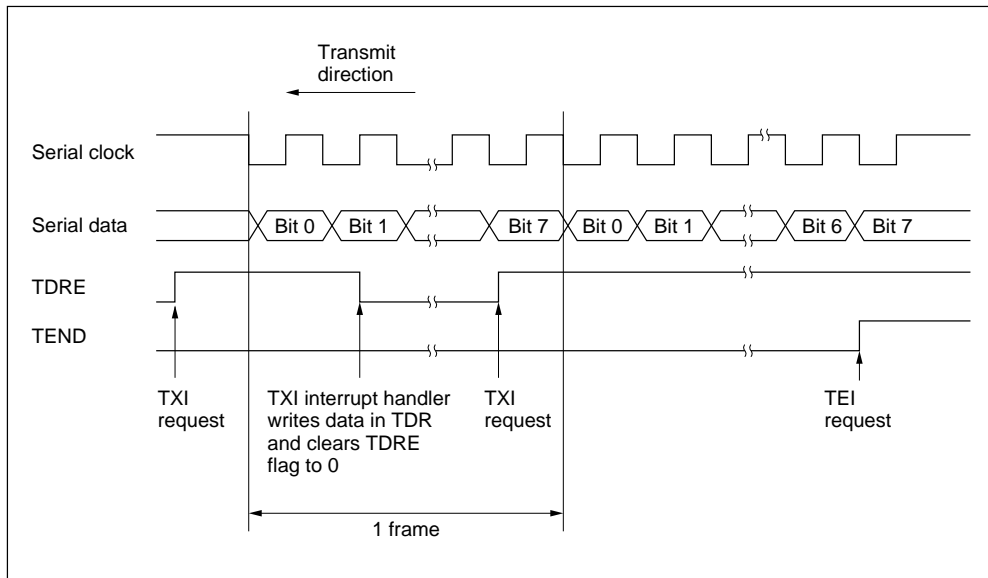 Transmit
direction
Serial clock
Serial data
Bit 0
Bit 1
Bit 7
Bit 0
Bit 1
Bit 6
Bit 7
TDRE
TEND
TXI
request
TXI interrupt handler
writes data in TDR
and clears TDRE
flag to 0
TXI
request
TEI
request
1 frame